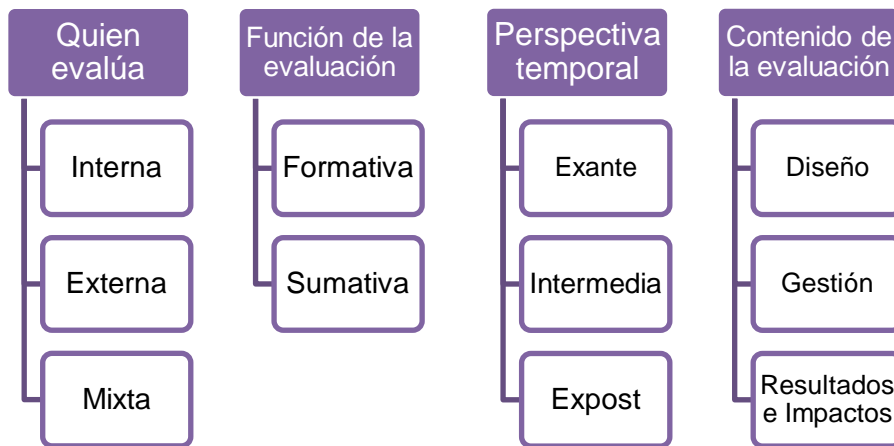 Quien
evalúa
Interna
Externa
Mixta
Función de la
evaluación
Formativa
Sumativa
Perspectiva
temporal
Exante
Intermedia
Expost
Contenido de
la evaluación
Diseño
Gestión
Resultados
e Impactos